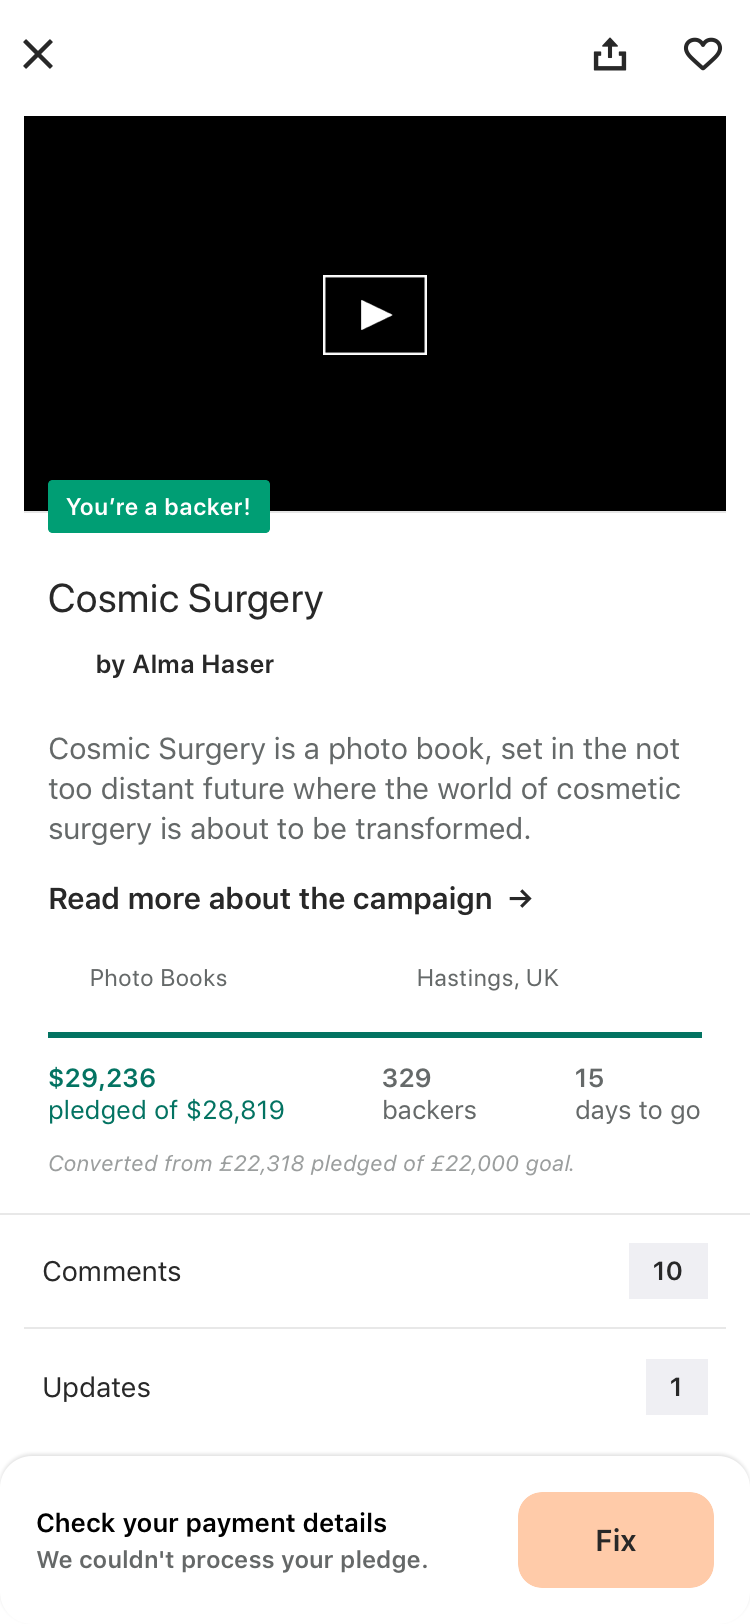 You're a backer!
Cosmic Surgery
by Alma Haser
Cosmic Surgery is a photo book, set in the not
too distant future where the world of cosmetic
surgery is about to be transformed.
Read more about the campaign →
Photo Books
Hastings, UK
$29,236
pledged of $28,819
329
backers
15
days to go
Converted from £22,318 pledged of £22,000 goal.
Comments
10
Updates
1
Check your payment details
We couldn't process your pledge.
Fix